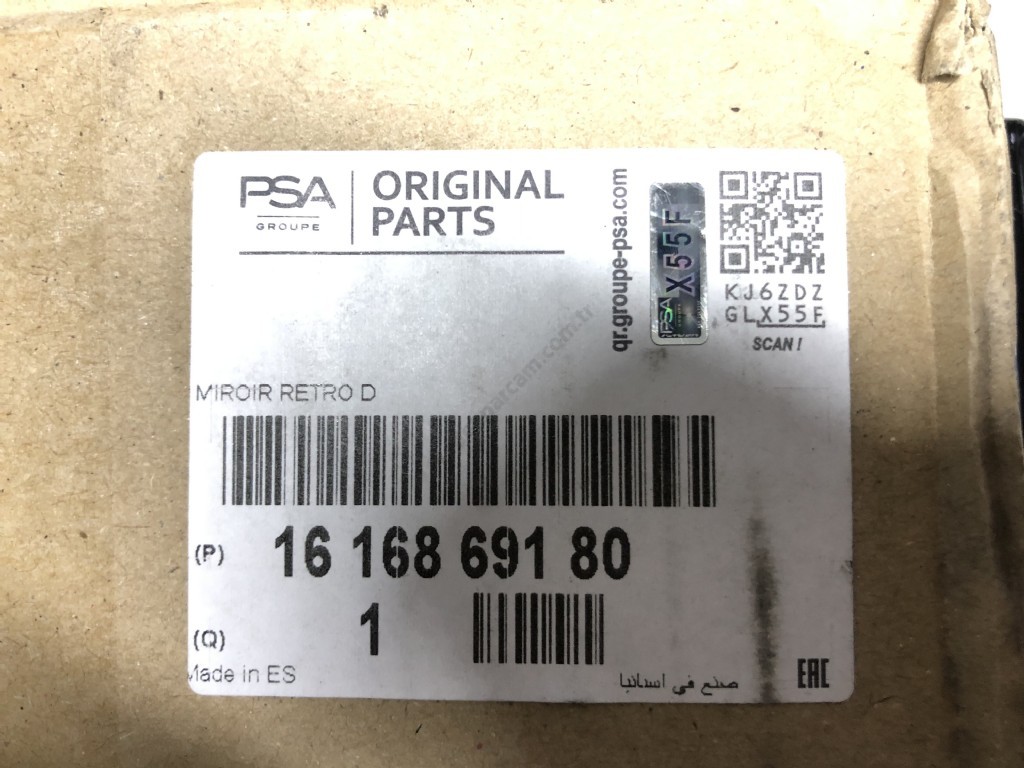 PSA
GROUPE
ORIGINAL
PARTS
qr.groupe-psa.com
X55F
PSA
KJ6ZDZ
GLX55F
SCAN!
MIROIR RETRO D
(P) 16 168 691 80
(Q) 1
Made in ES
صنع في اسبانيا
EAC